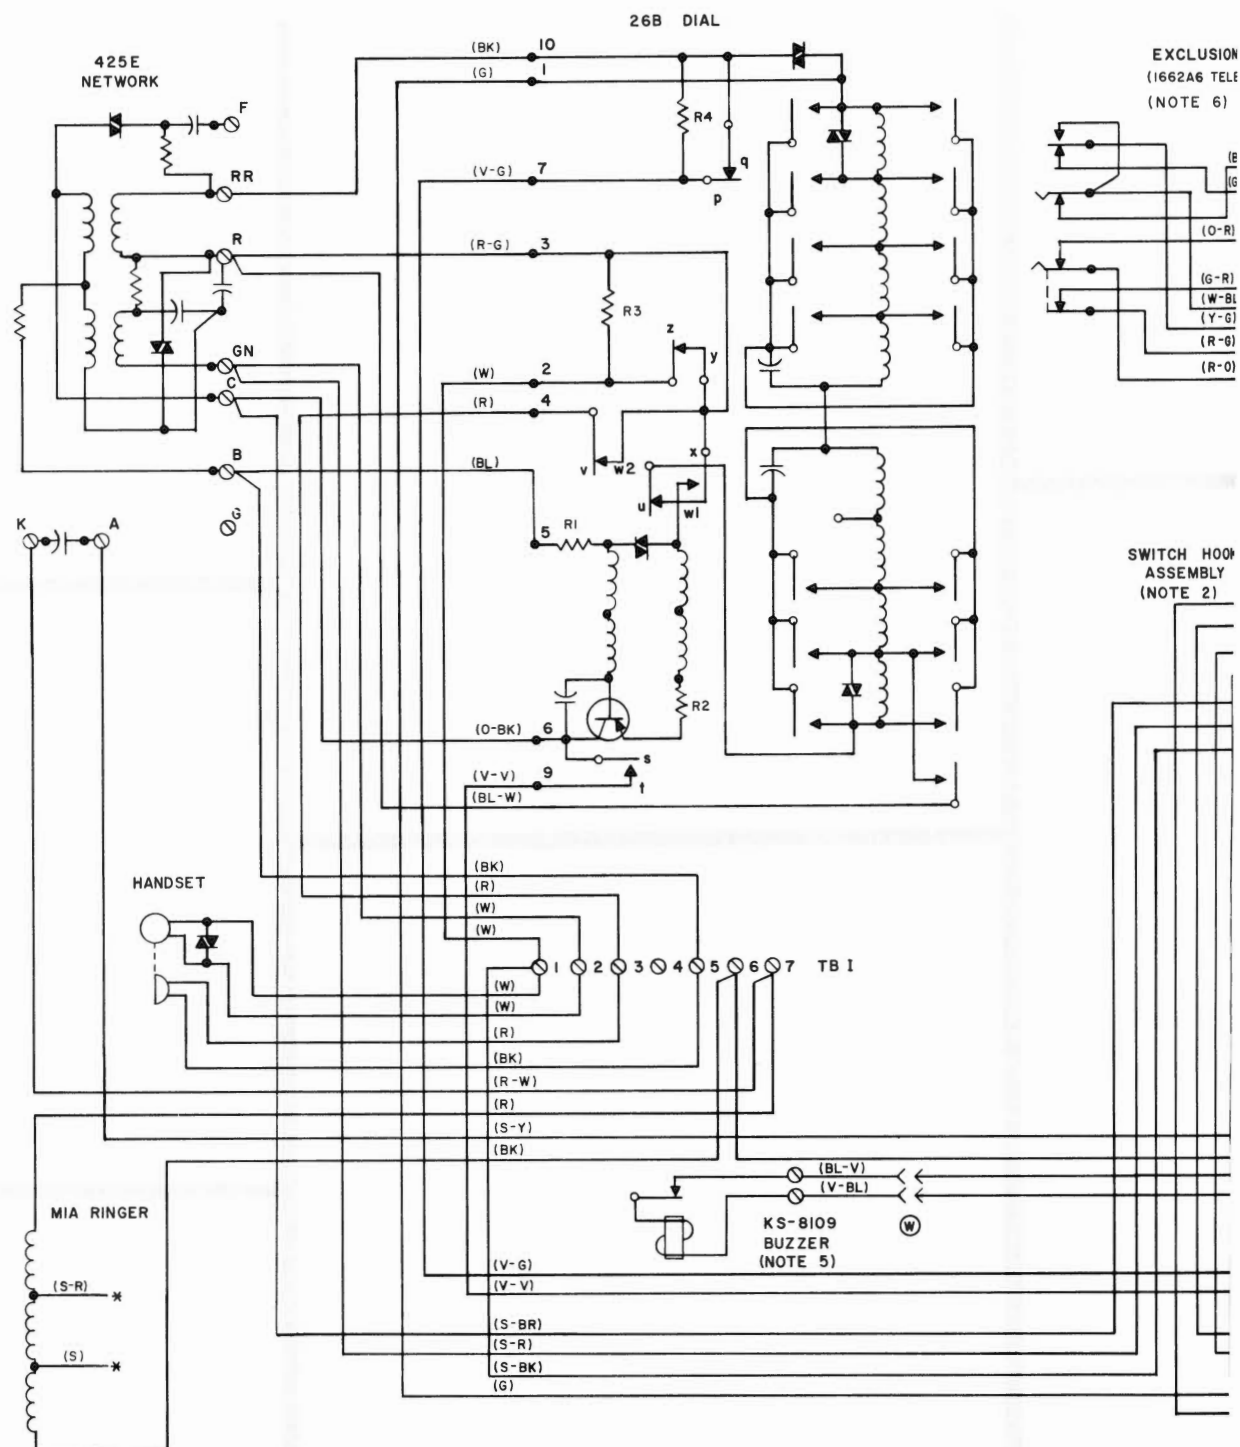 26B DIAL
425E
NETWORK
EXCLUSION
(1662A6 TELE
(NOTE 6)
(BK) 10
(G) 1
F
R4
RR
(V-G) 7
q
p
R
(R-G) 3
(O-R)
R3
(G-R)
(W-BL
(Y-G)
(R-G)
(R-O)
z
y
GN
C
(W) 2
(R) 4
B
(BL)
v
w2
x
u
w1
K
A
G
5
R1
SWITCH HOOK
ASSEMBLY
(NOTE 2)
R2
(O-BK) 6
s
(V-V) 9
t
(BL-W)
HANDSET
(BK)
(R)
(W)
(W)
1 2 3 4 5 6 7 TB I
(W)
(W)
(R)
(BK)
(R-W)
(R)
(S-Y)
(BK)
(BL-V)
(V-BL)
W
KS-8109
BUZZER
(NOTE 5)
MIA RINGER
(V-G)
(V-V)
(S-R) *
(S-BR)
(S-R)
(S) *
(S-BK)
(G)